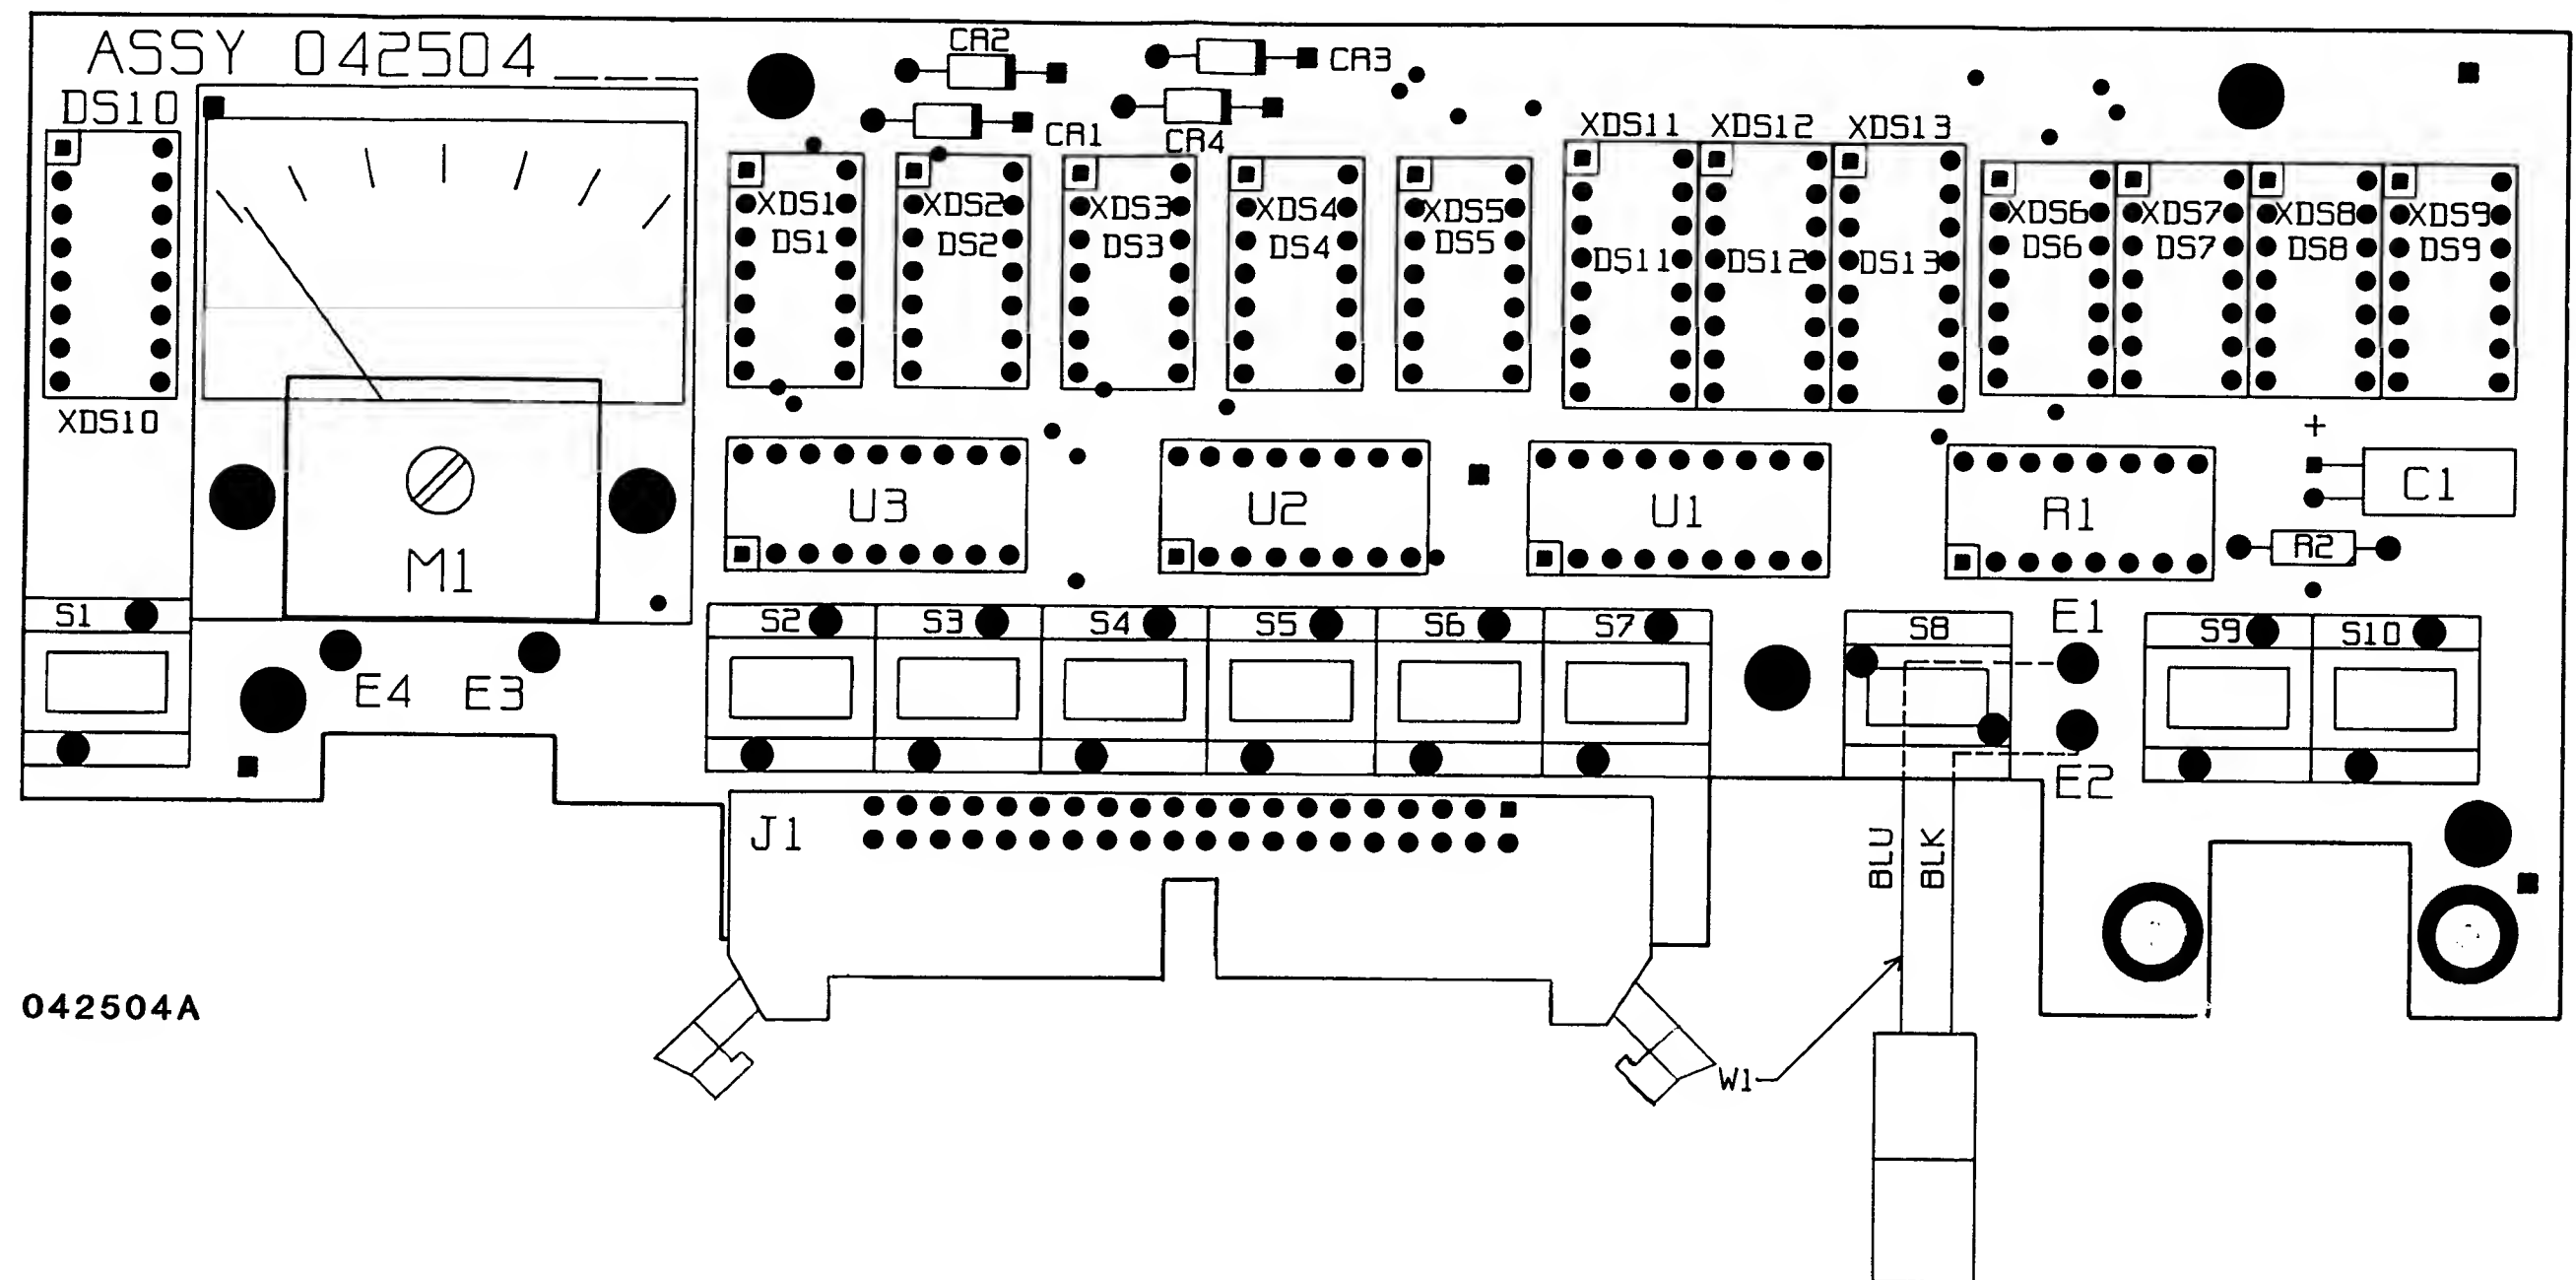 ASSY 042504___
CR2
CR3
DS10
CR1
CR4
XDS11 XDS12 XDS13
XDS1 XDS2 XDS3 XDS4 XDS5
XDS6 XDS7 XDS8 XDS9
DS1 DS2 DS3 DS4 DS5
DS6 DS7 DS8 DS9
DS11 DS12 DS13
XDS10
+
C1
U3 U2 U1 R1
R2
M1
S1
S2 S3 S4 S5 S6 S7 S8
E1
S9 S10
E4 E3
E2
J1
BLU
BLK
042504A
W1